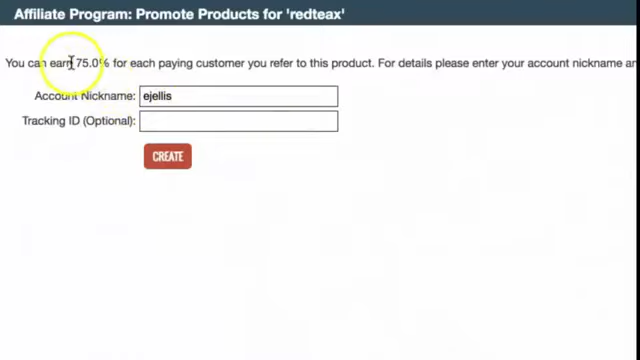 Affiliate Program: Promote Products for 'redteax'
You can earn 75.0% for each paying customer you refer to this product. For details please enter your account nickname an
Account Nickname: ejellis
Tracking ID (Optional):
CREATE